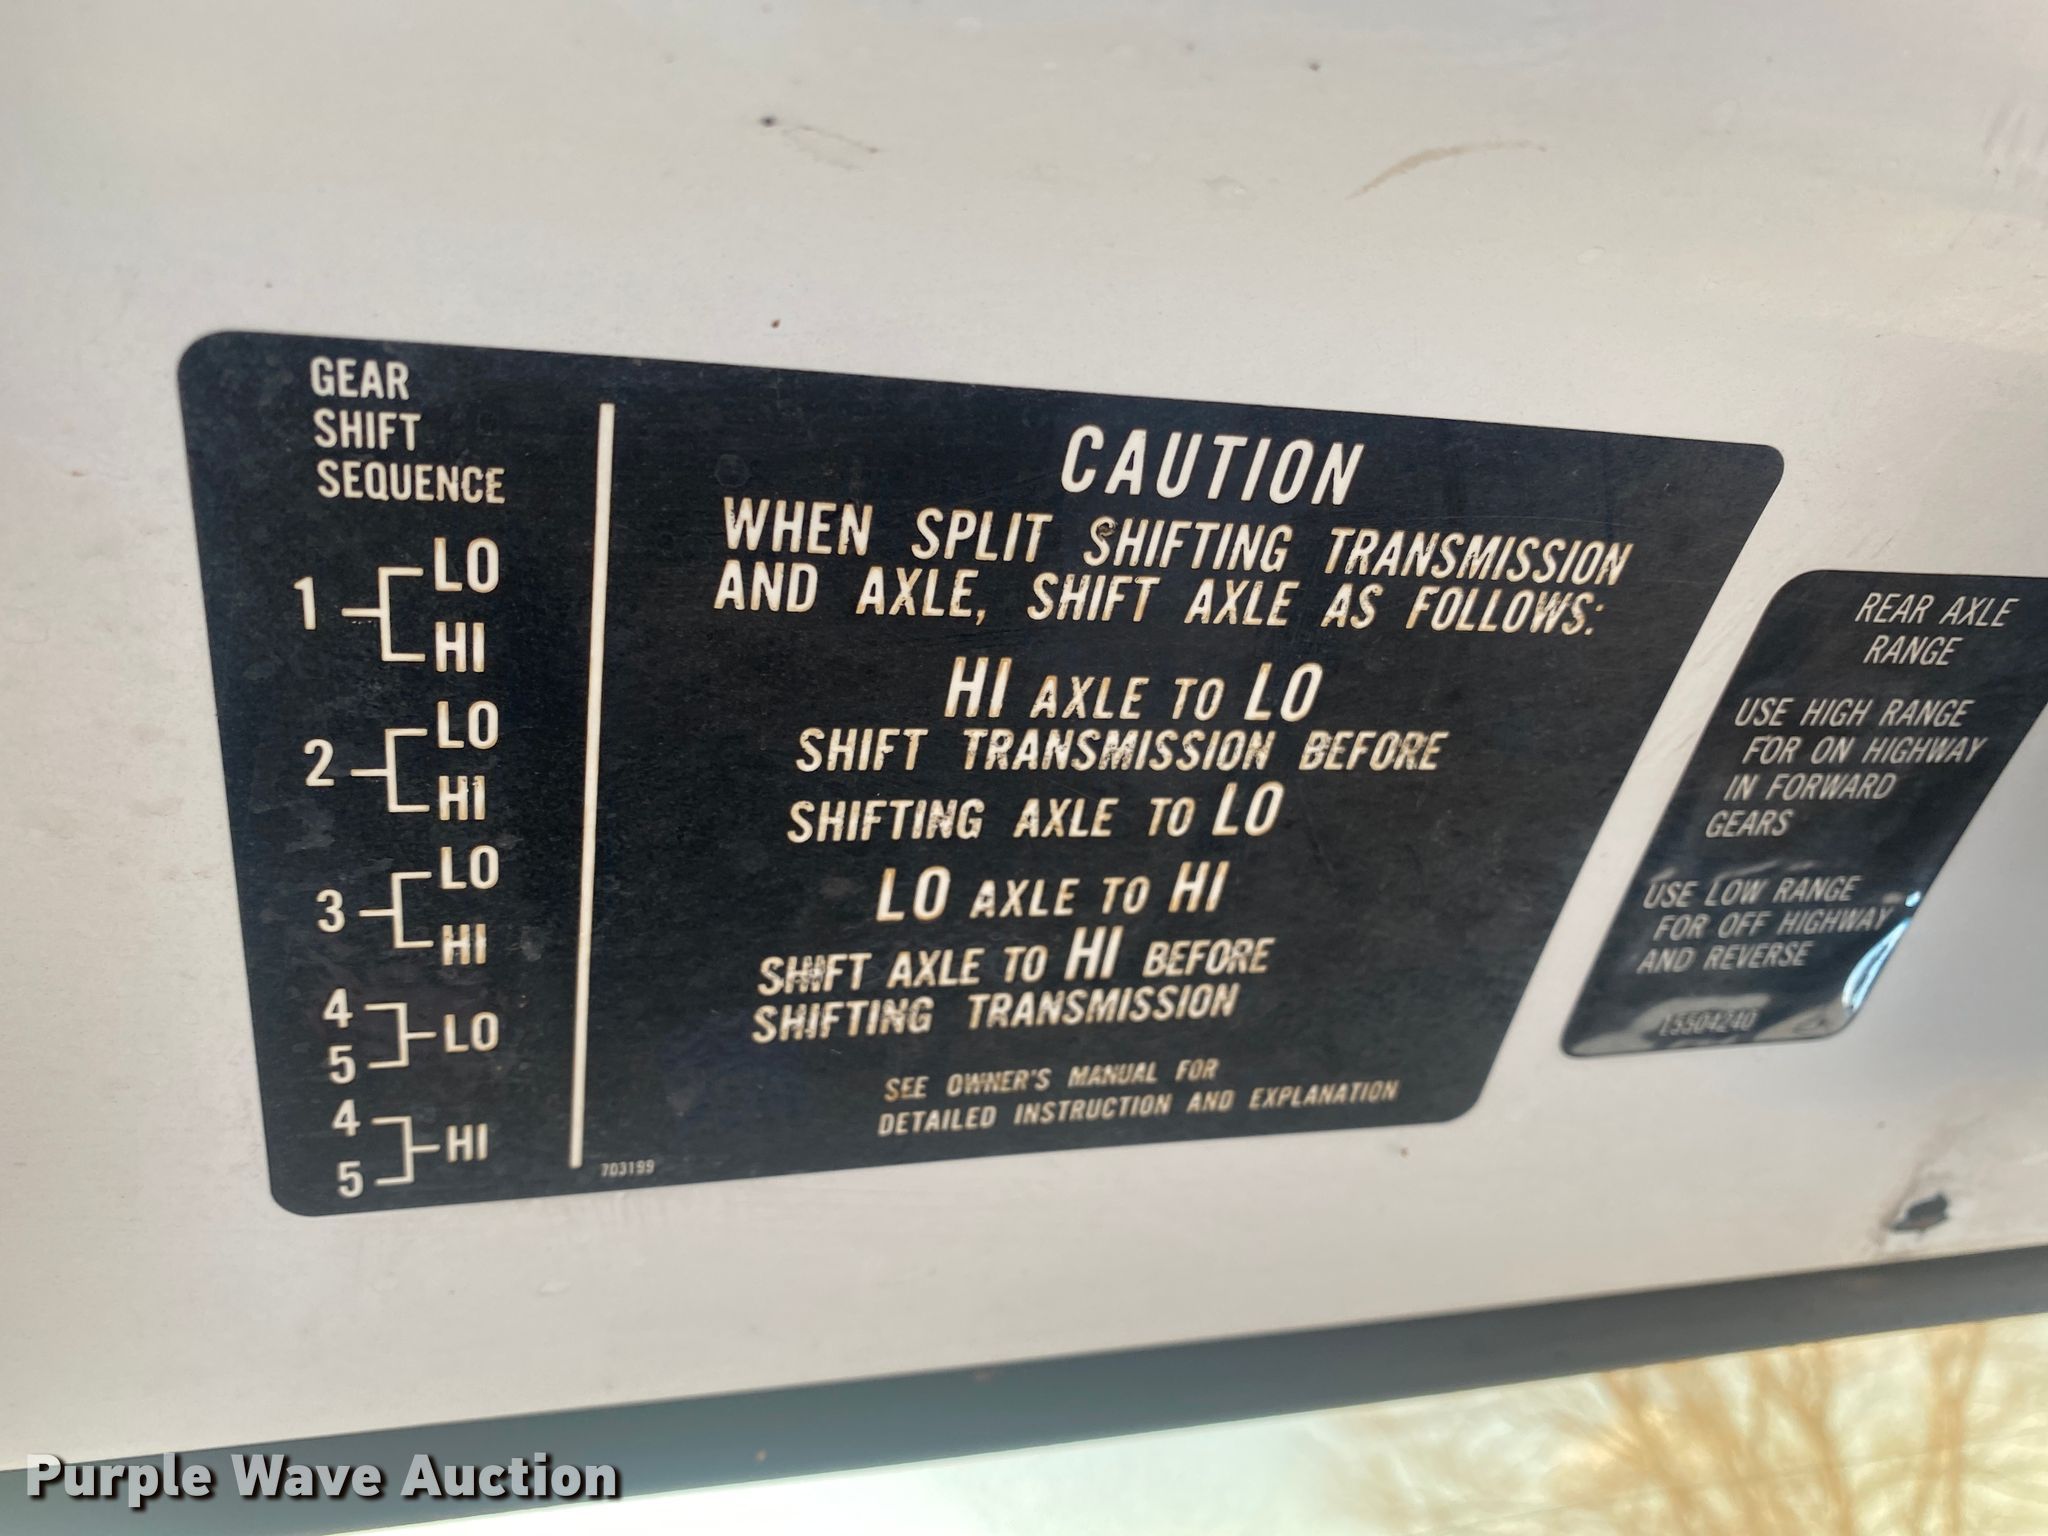 GEAR
SHIFT
SEQUENCE
1 LO
HI
2 LO
HI
3 LO
HI
4
5 LO
4
5 HI
CAUTION
WHEN SPLIT SHIFTING TRANSMISSION
AND AXLE, SHIFT AXLE AS FOLLOWS:
HI AXLE TO LO
SHIFT TRANSMISSION BEFORE
SHIFTING AXLE TO LO
LO AXLE TO HI
SHIFT AXLE TO HI BEFORE
SHIFTING TRANSMISSION
SEE OWNER'S MANUAL FOR
DETAILED INSTRUCTION AND EXPLANATION
703199
REAR AXLE
RANGE
USE HIGH RANGE
FOR ON HIGHWAY
IN FORWARD
GEARS
USE LOW RANGE
FOR OFF HIGHWAY
AND REVERSE
Purple Wave Auction